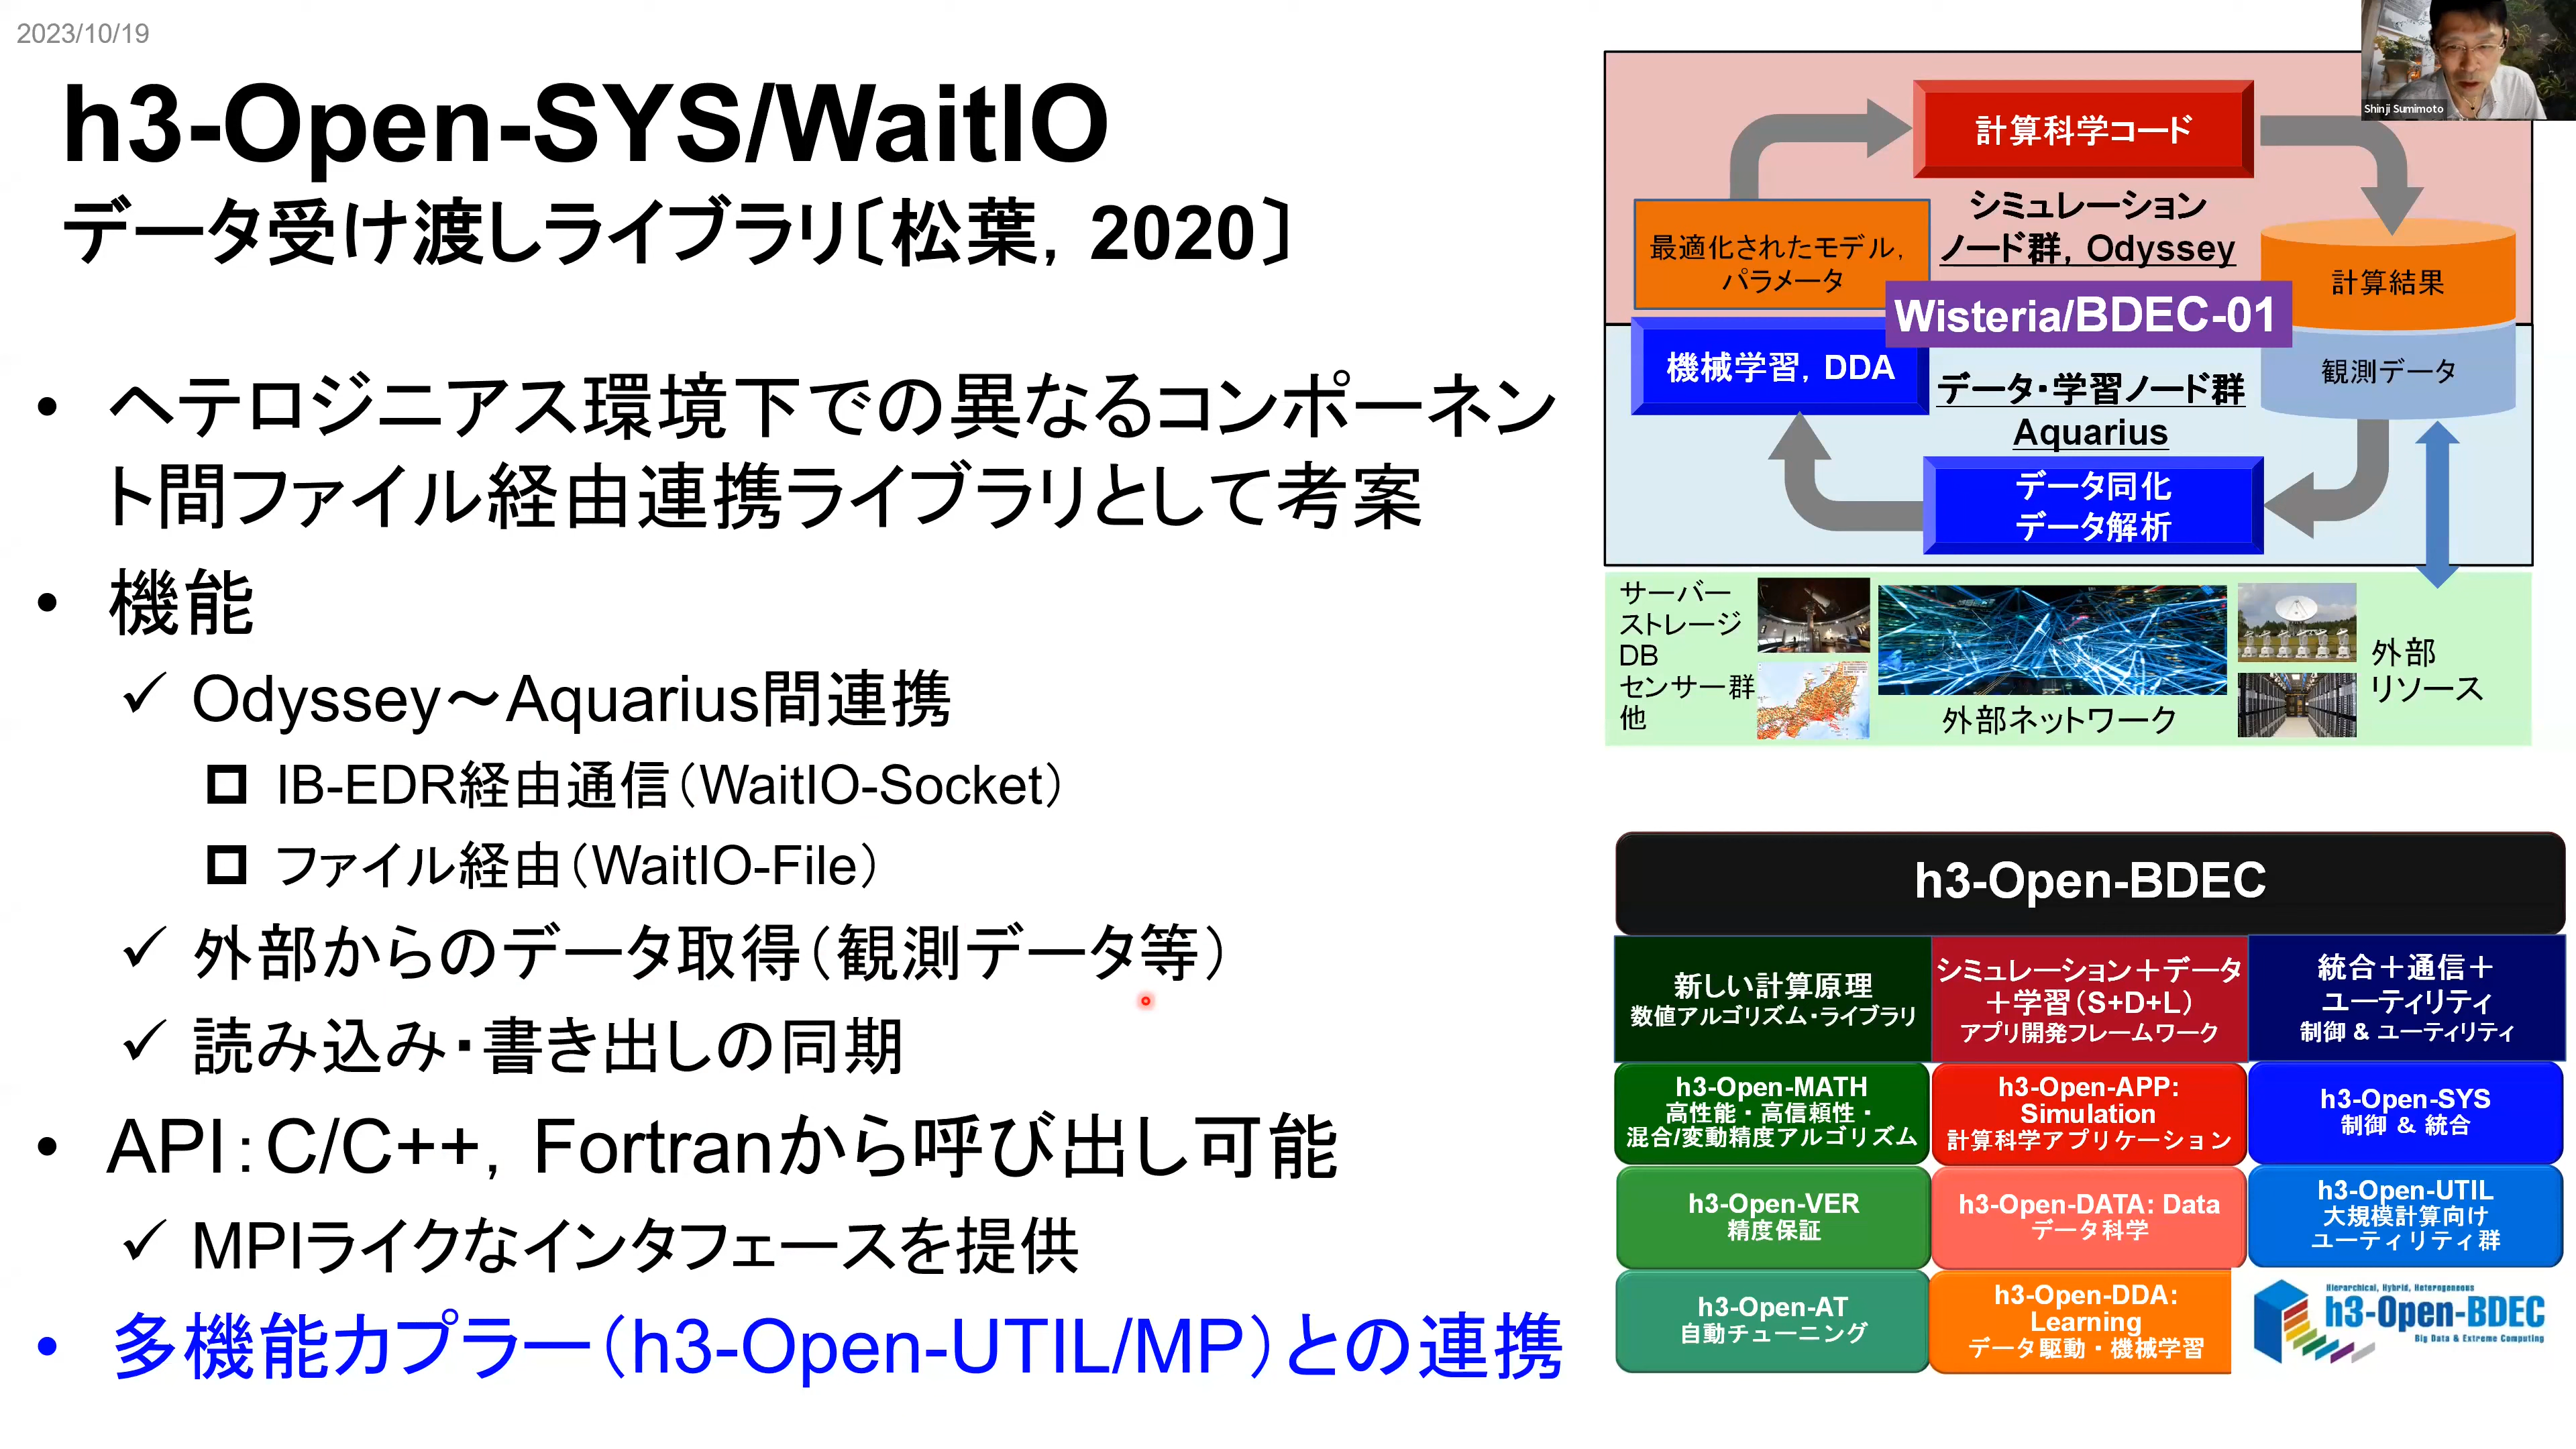 2023/10/19
h3-Open-SYS/WaitIO
データ受け渡しライブラリ〔松葉, 2020〕
• ヘテロジニアス環境下での異なるコンポーネン
ト間ファイル経由連携ライブラリとして考案
• 機能
✓ Odyssey～Aquarius間連携
IB-EDR経由通信（WaitIO-Socket）
ファイル経由（WaitIO-File）
✓ 外部からのデータ取得（観測データ等）
✓ 読み込み・書き出しの同期
• API：C/C++, Fortranから呼び出し可能
✓ MPIライクなインタフェースを提供
• 多機能カプラー（h3-Open-UTIL/MP）との連携
Shinji Sumimoto
計算科学コード
シミュレーション
ノード群, Odyssey
最適化されたモデル,
パラメータ
計算結果
Wisteria/BDEC-01
機械学習, DDA
観測データ
データ・学習ノード群
Aquarius
データ同化
データ解析
サーバー
ストレージ
DB
センサー群
他
外部ネットワーク
外部
リソース
h3-Open-BDEC
新しい計算原理
数値アルゴリズム・ライブラリ
シミュレーション＋データ
＋学習（S+D+L）
アプリ開発フレームワーク
統合＋通信＋
ユーティリティ
制御 & ユーティリティ
h3-Open-MATH
高性能・高信頼性・
混合/変動精度アルゴリズム
h3-Open-APP:
Simulation
計算科学アプリケーション
h3-Open-SYS
制御 & 統合
h3-Open-VER
精度保証
h3-Open-DATA: Data
データ科学
h3-Open-UTIL
大規模計算向け
ユーティリティ群
h3-Open-AT
自動チューニング
h3-Open-DDA:
Learning
データ駆動・機械学習
Hierarchical, Hybrid, Heterogeneous
h3-Open-BDEC
Big Data & Extreme Computing